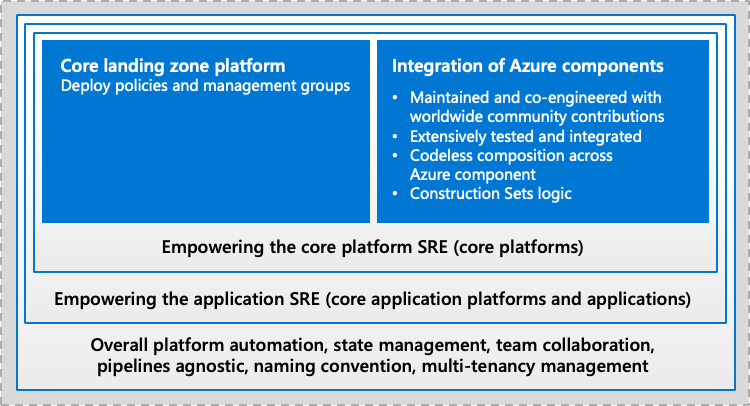 Core landing zone platform
Deploy policies and management groups
Integration of Azure components
• Maintained and co-engineered with
worldwide community contributions
• Extensively tested and integrated
• Codeless composition across
Azure component
• Construction Sets logic
Empowering the core platform SRE (core platforms)
Empowering the application SRE (core application platforms and applications)
Overall platform automation, state management, team collaboration,
pipelines agnostic, naming convention, multi-tenancy management